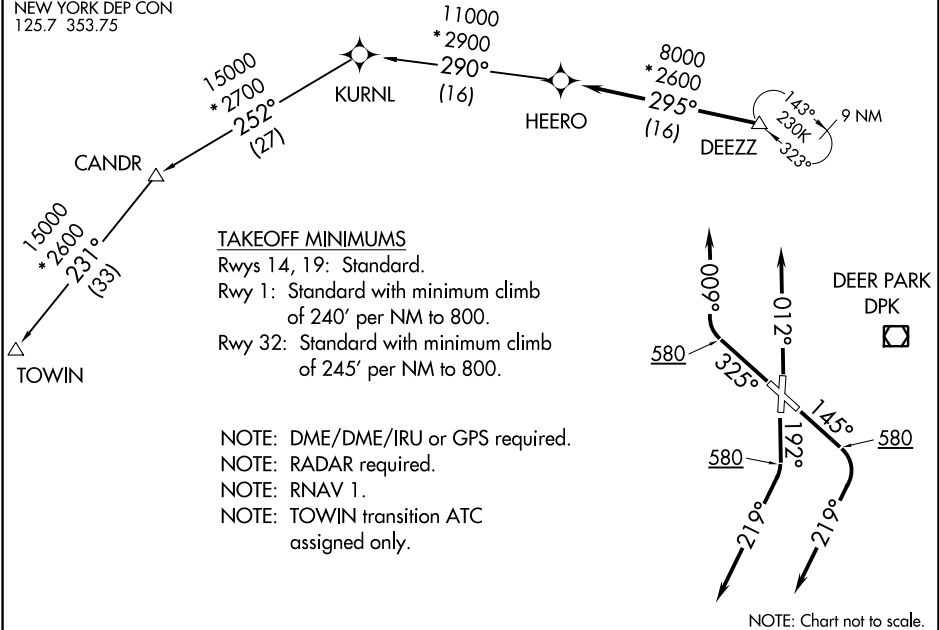 NEW YORK DEP CON
125.7 353.75
11000
*2900
290°
(16)
KURNL
8000
*2600
295°
(16)
HEERO
DEEZZ
143°
230K
323°
9 NM
15000
*2700
252°
(27)
CANDR
15000
*2600
231°
(33)
TOWIN
TAKEOFF MINIMUMS
Rwys 14, 19: Standard.
Rwy 1: Standard with minimum climb
of 240' per NM to 800.
Rwy 32: Standard with minimum climb
of 245' per NM to 800.
NOTE: DME/DME/IRU or GPS required.
NOTE: RADAR required.
NOTE: RNAV 1.
NOTE: TOWIN transition ATC
assigned only.
009°
012°
DEER PARK
DPK
580
325°
145°
192°
580
580
219°
219°
NOTE: Chart not to scale.